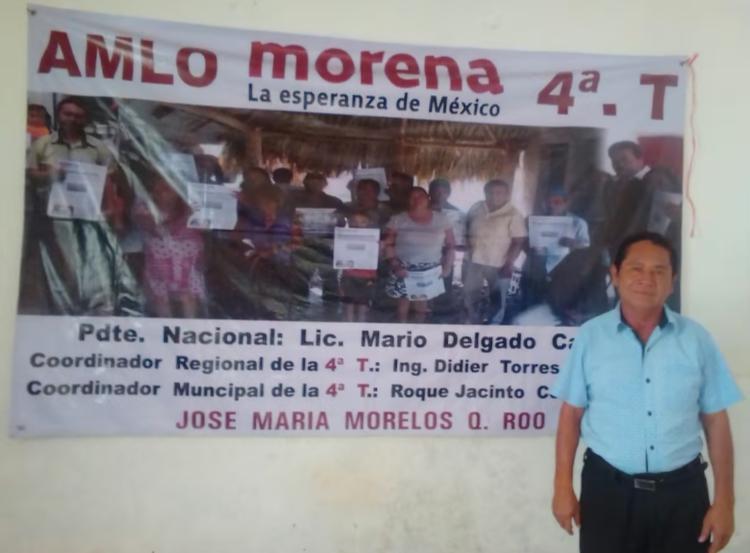 AMLO morena 4ª. T
La esperanza de México
Pdte. Nacional: Lic. Mario Delgado
Coordinador Regional de la 4ª T.: Ing. Didier Torres
Coordinador Muncipal de la 4ª T.: Roque Jacinto
JOSE MARIA MORELOS Q. ROO